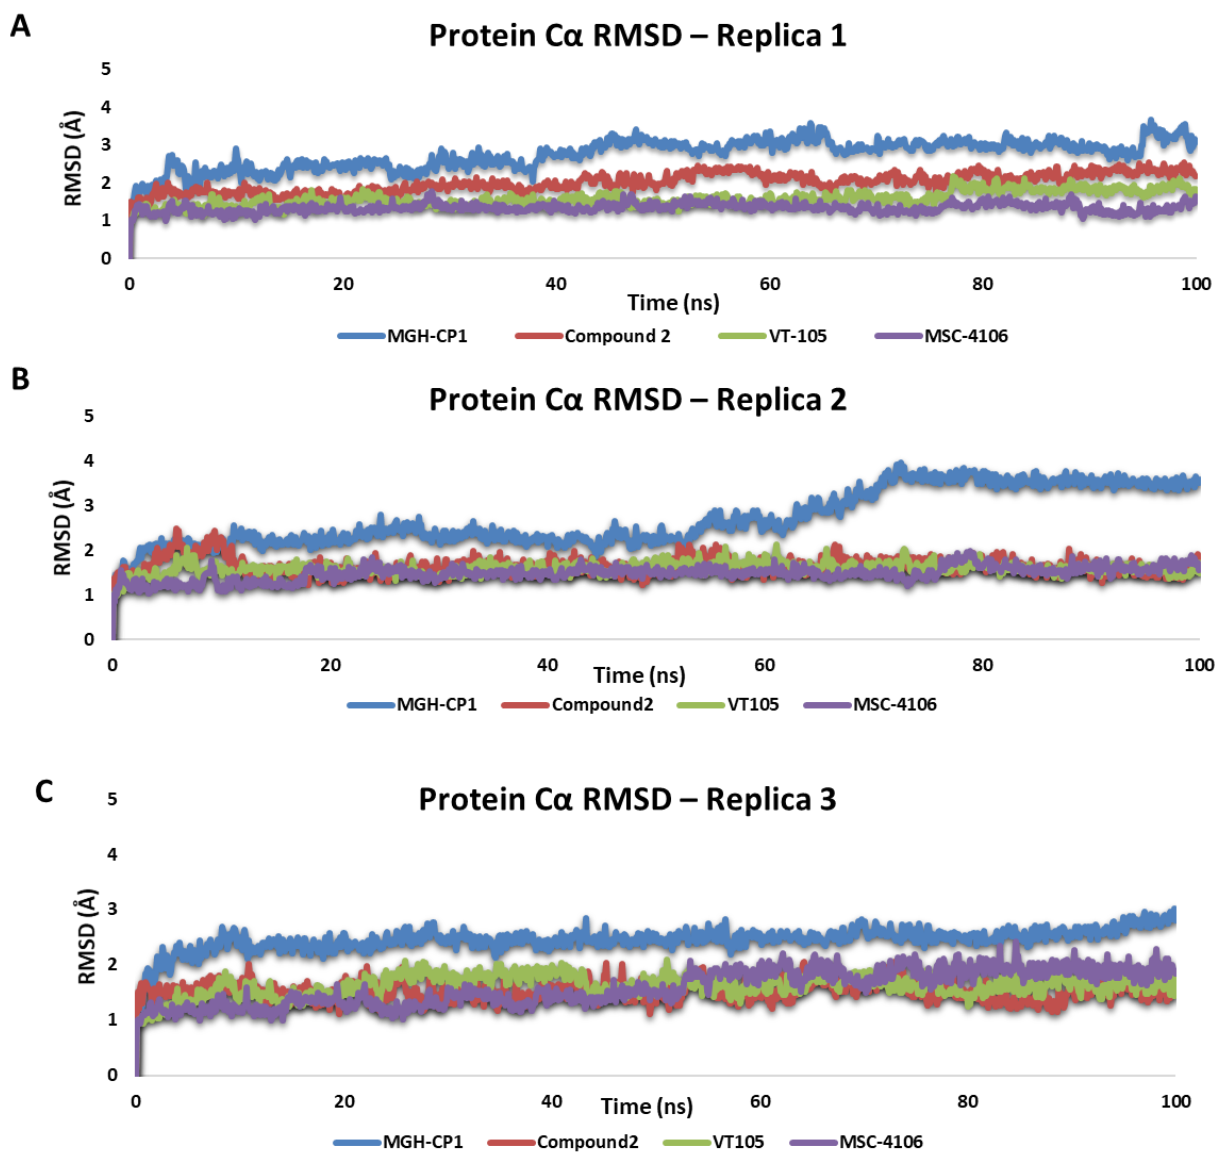 A
Protein Cα RMSD – Replica 1
5
4
3
2
1
0
RMSD (Å)
0 20 40 60 80 100
Time (ns)
MGH-CP1 Compound 2 VT-105 MSC-4106
B
Protein Cα RMSD – Replica 2
5
4
3
2
1
0
RMSD (Å)
0 20 40 60 80 100
Time (ns)
MGH-CP1 Compound2 VT105 MSC-4106
C
Protein Cα RMSD – Replica 3
5
4
3
2
1
0
RMSD (Å)
0 20 40 60 80 100
Time (ns)
MGH-CP1 Compound2 VT105 MSC-4106